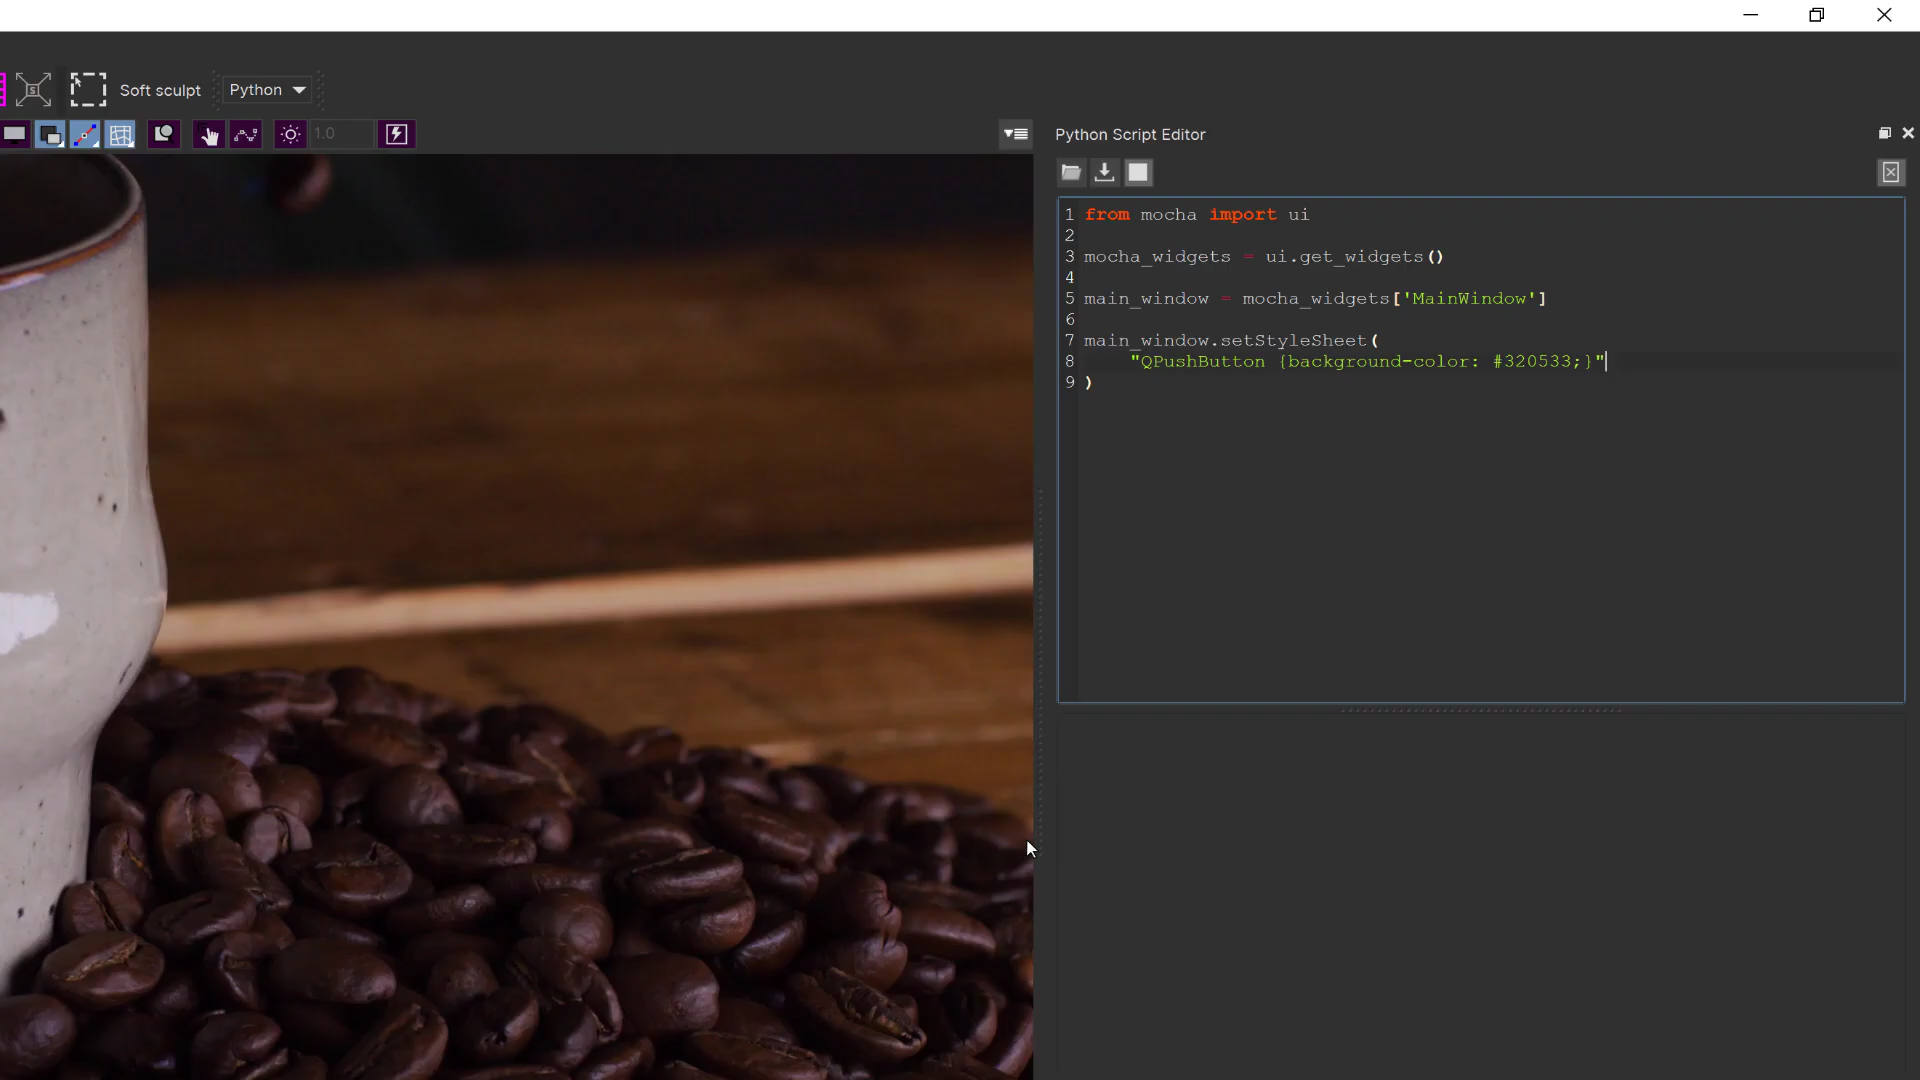 Soft sculpt Python
1.0
Python Script Editor
1 from mocha import ui
2
3 mocha_widgets = ui.get_widgets()
4
5 main_window = mocha_widgets['MainWindow']
6
7 main_window.setStyleSheet(
8 "QPushButton {background-color: #320533;}"
9 )